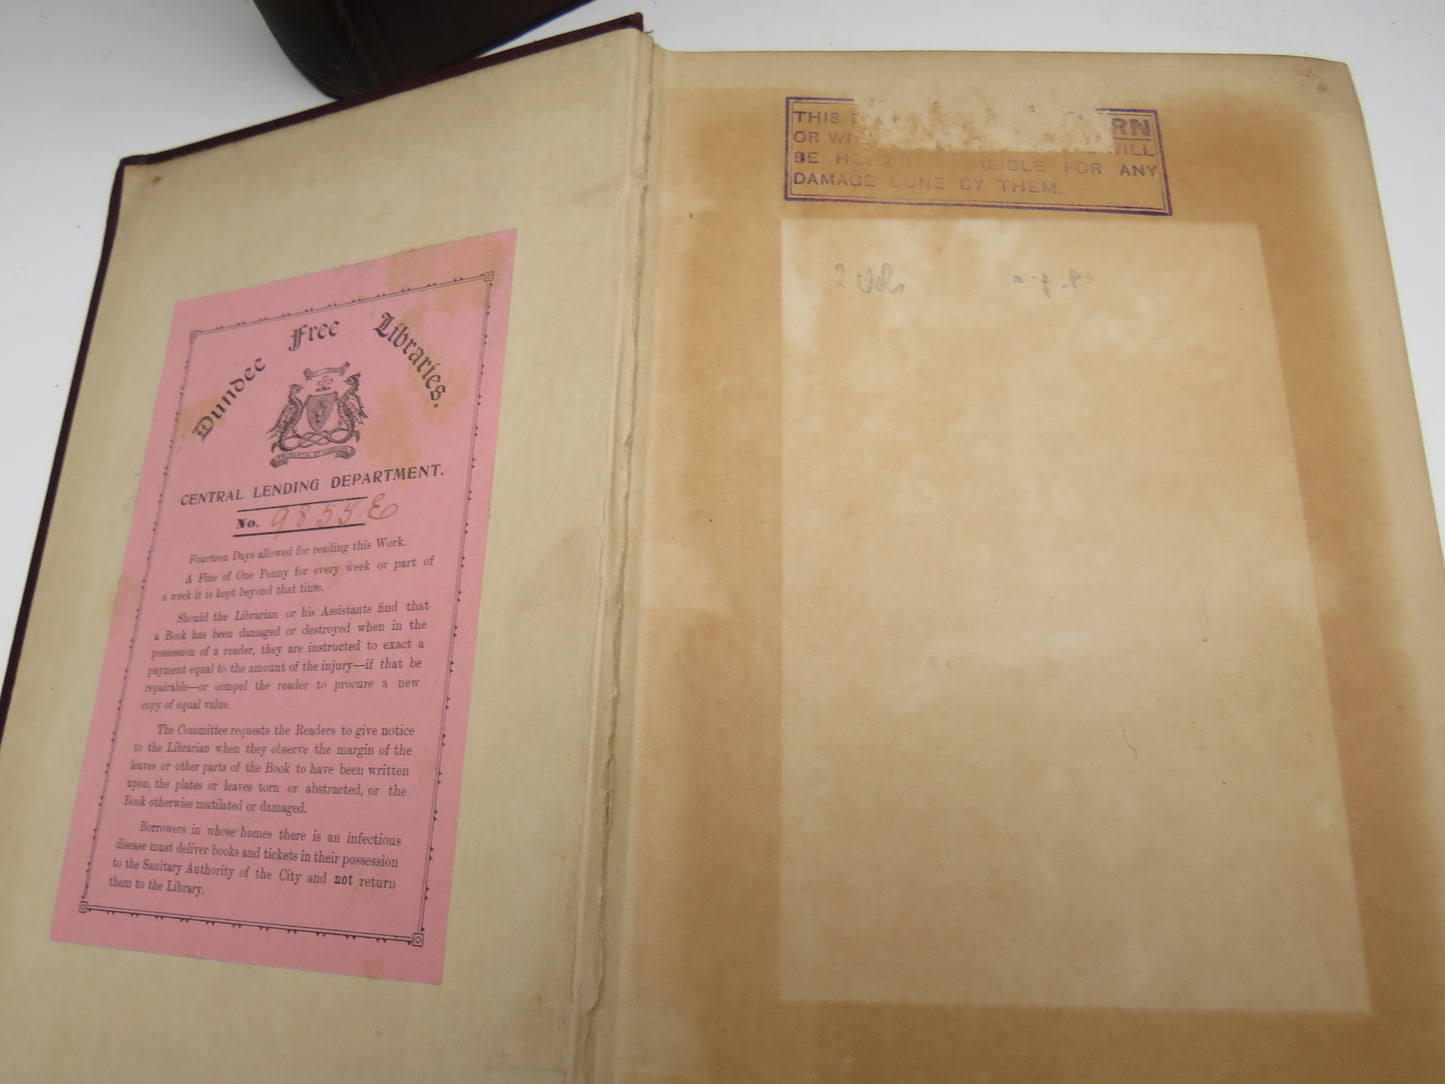 Dundee Free Libraries.
CENTRAL LENDING DEPARTMENT.
No. 9855 E
Fourteen Days allowed for reading this Work.
A Fine of One Penny for every week or part of
a week it is kept beyond that time.
Should the Librarian or his Assistants find that
a Book has been damaged or destroyed when in the
possession of a reader, they are instructed to exact a
payment equal to the amount of the injury—if that be
repairable—or compel the reader to procure a new
copy of equal value.
The Committee requests the Readers to give notice
to the Librarian when they observe the margin of the
leaves or other parts of the Book to have been written
upon, the plates or leaves torn or abstracted, or the
Book otherwise mutilated or damaged.
Borrowers in whose homes there is an infectious
disease must deliver books and tickets in their possession
to the Sanitary Authority of the City and not return
them to the Library.
THIS
OR WILL
BE HELD RESPONSIBLE FOR ANY
DAMAGE DONE BY THEM.